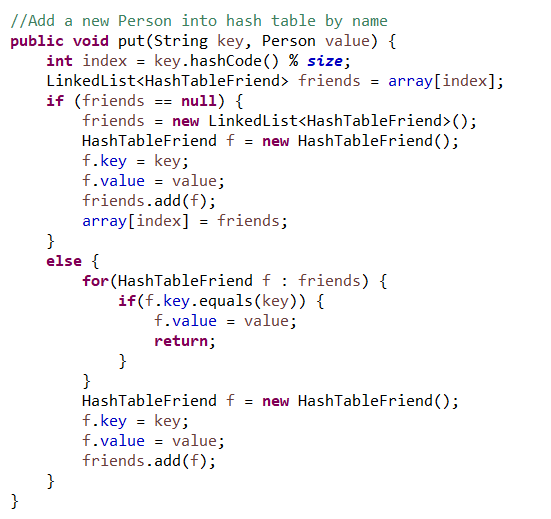 //Add a new Person into hash table by name
public void put(String key, Person value) {
    int index = key.hashCode() % size;
    LinkedList<HashTableFriend> friends = array[index];
    if (friends == null) {
        friends = new LinkedList<HashTableFriend>();
        HashTableFriend f = new HashTableFriend();
        f.key = key;
        f.value = value;
        friends.add(f);
        array[index] = friends;
    }
    else {
        for(HashTableFriend f : friends) {
            if(f.key.equals(key)) {
                f.value = value;
                return;
            }
        }
        HashTableFriend f = new HashTableFriend();
        f.key = key;
        f.value = value;
        friends.add(f);
    }
}